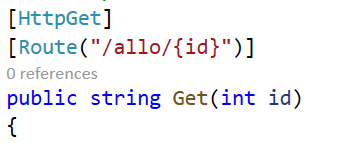 [HttpGet]
[Route("/allo/{id}")]
0 references
public string Get(int id)
{